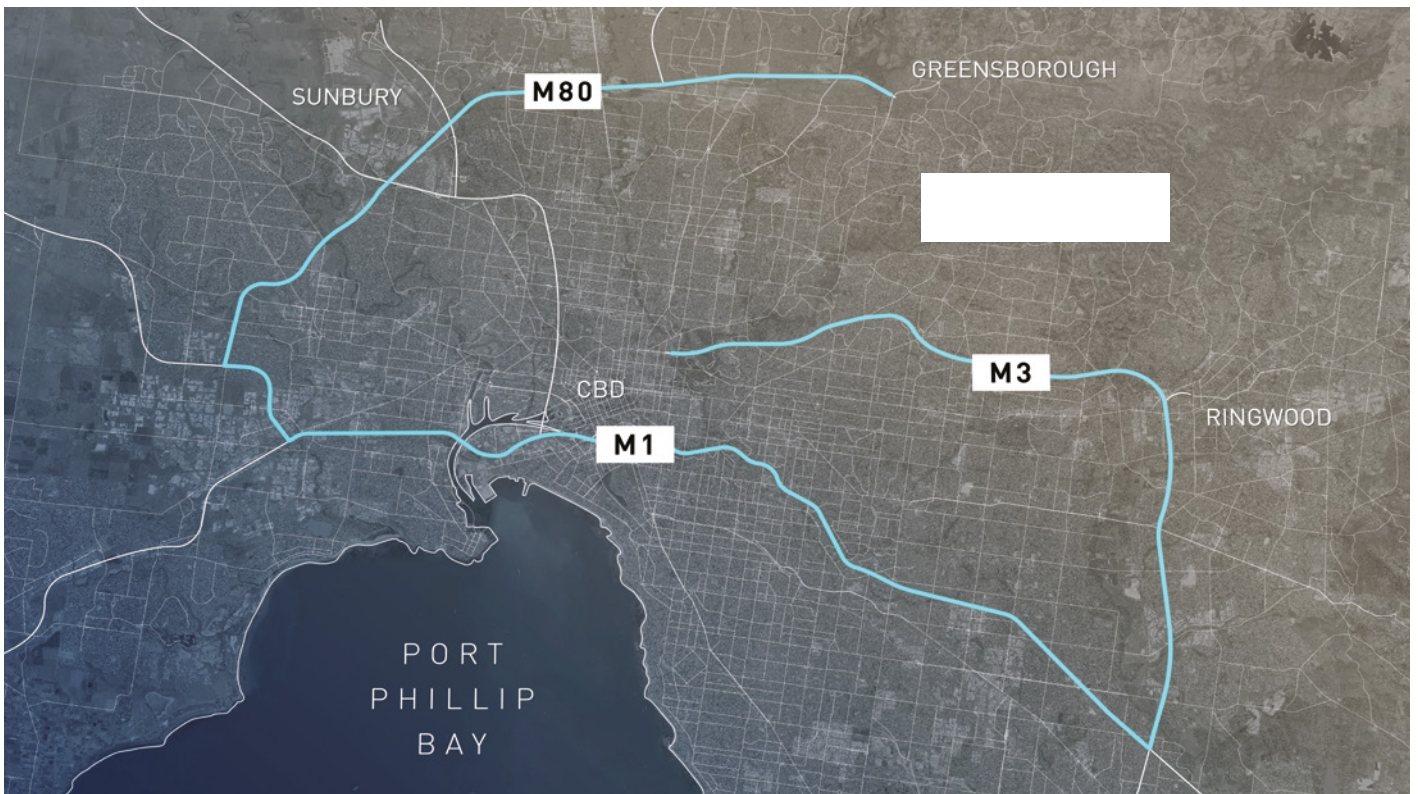 GREENSBOROUGH
M80
SUNBURY
M3
CBD
RINGWOOD
M1
PORT
PHILLIP
BAY